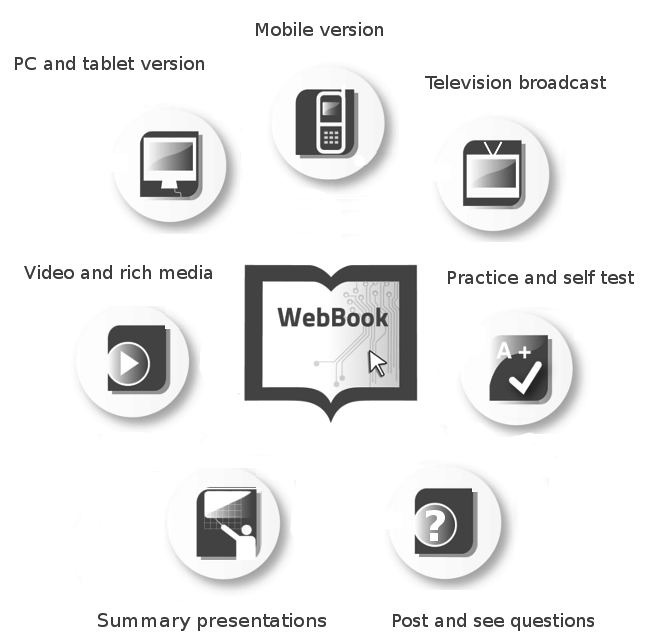 Mobile version
PC and tablet version
Television broadcast
Video and rich media
Practice and self test
WebBook
A +
?
Summary presentations
Post and see questions